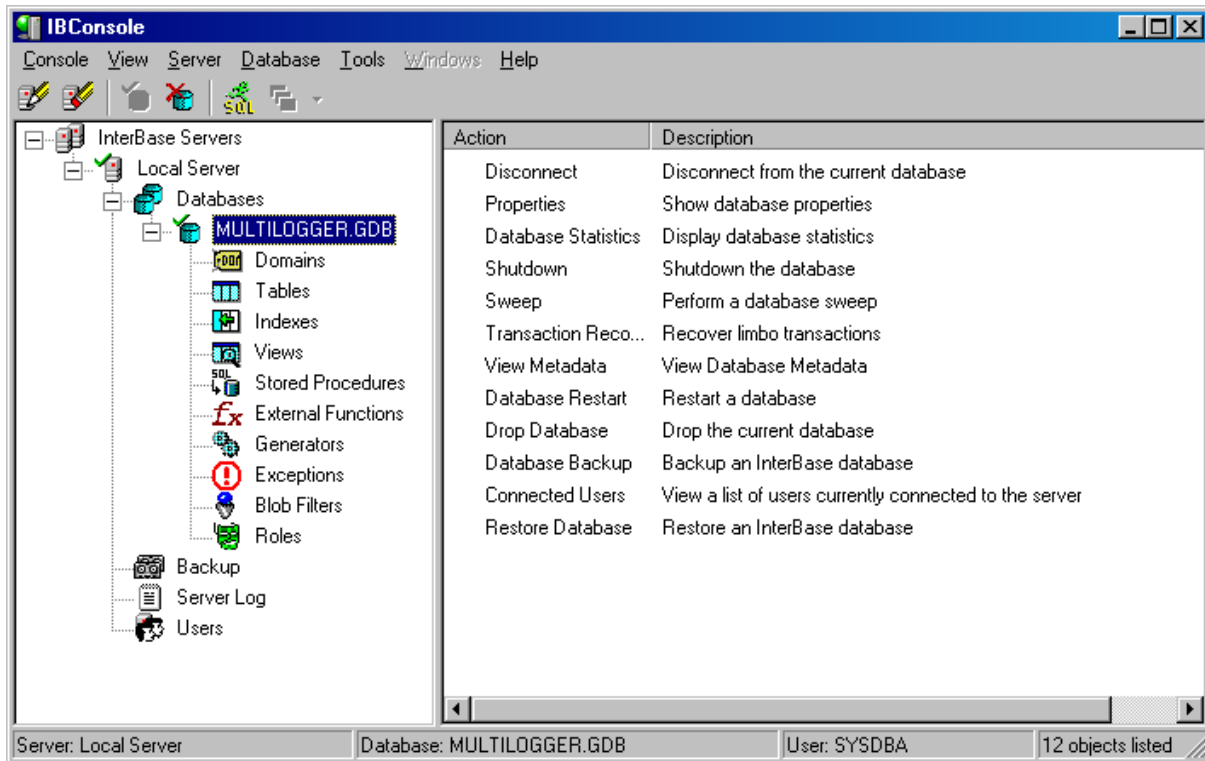 IBConsole
Console View Server Database Tools Windows Help
SQL
InterBase Servers
Local Server
Databases
MULTILOGGER.GDB
Domains
Tables
Indexes
Views
SQL
Stored Procedures
External Functions
Generators
Exceptions
Blob Filters
Roles
Backup
Server Log
Users
Action Description
Disconnect Disconnect from the current database
Properties Show database properties
Database Statistics Display database statistics
Shutdown Shutdown the database
Sweep Perform a database sweep
Transaction Reco... Recover limbo transactions
View Metadata View Database Metadata
Database Restart Restart a database
Drop Database Drop the current database
Database Backup Backup an InterBase database
Connected Users View a list of users currently connected to the server
Restore Database Restore an InterBase database
Server: Local Server Database: MULTILOGGER.GDB User: SYSDBA 12 objects listed